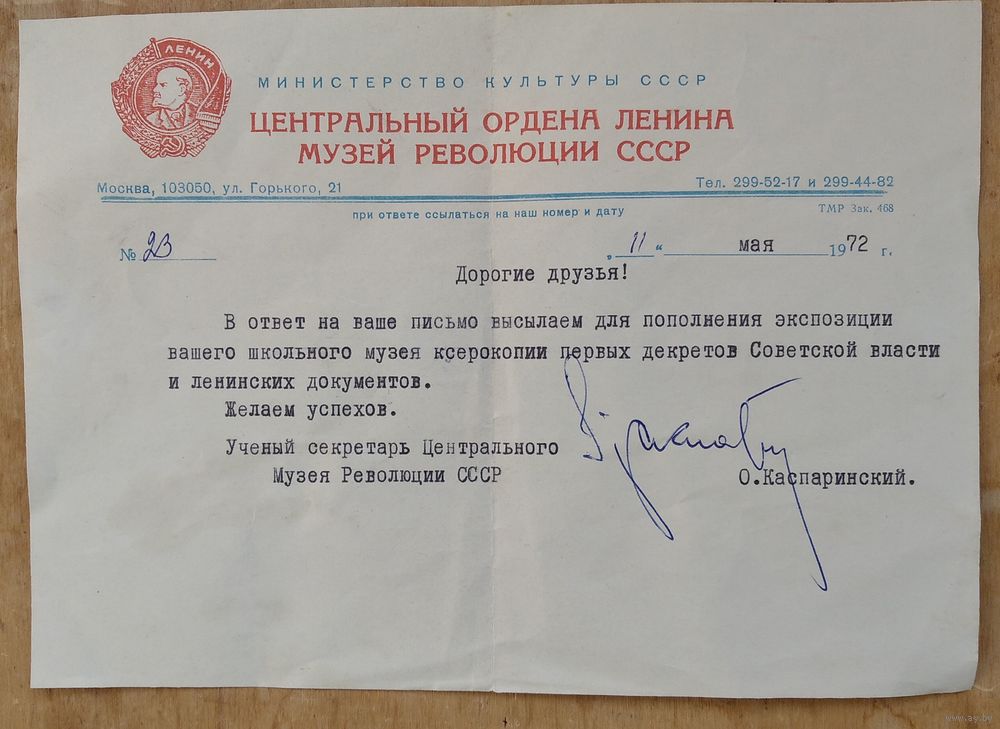 ЛЕНИН
МИНИСТЕРСТВО КУЛЬТУРЫ СССР
ЦЕНТРАЛЬНЫЙ ОРДЕНА ЛЕНИНА
МУЗЕЙ РЕВОЛЮЦИИ СССР
Москва, 103050, ул. Горького, 21
Тел. 299-52-17 и 299-44-82
при ответе ссылаться на наш номер и дату
ТМР Зак. 468
№ 23
„ 11 “ мая 1972 г.
Дорогие друзья!
В ответ на ваше письмо высылаем для пополнения экспозиции
вашего школьного музея ксерокопии первых декретов Советской власти
и ленинских документов.
Желаем успехов.
Ученый секретарь Центрального
Музея Революции СССР
О.Каспаринский.
www.ay.by